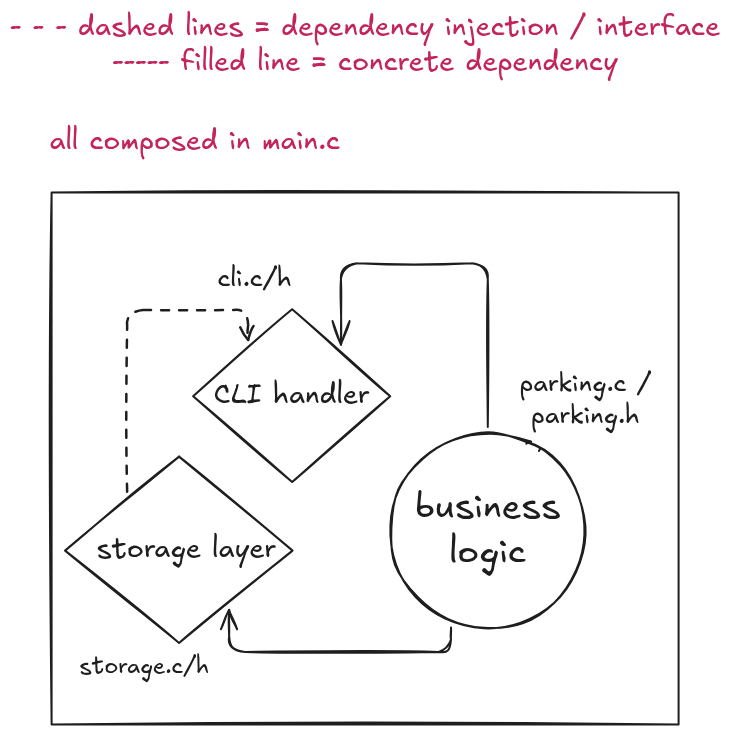 - - - dashed lines = dependency injection / interface
----- filled line = concrete dependency
all composed in main.c
cli.c/h
CLI handler
parking.c /
parking.h
business
logic
storage layer
storage.c/h